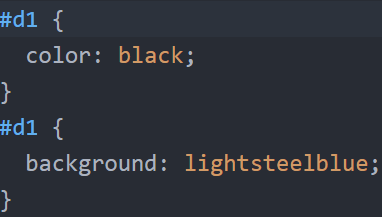 #d1 {
  color: black;
}
#d1 {
  background: lightsteelblue;
}